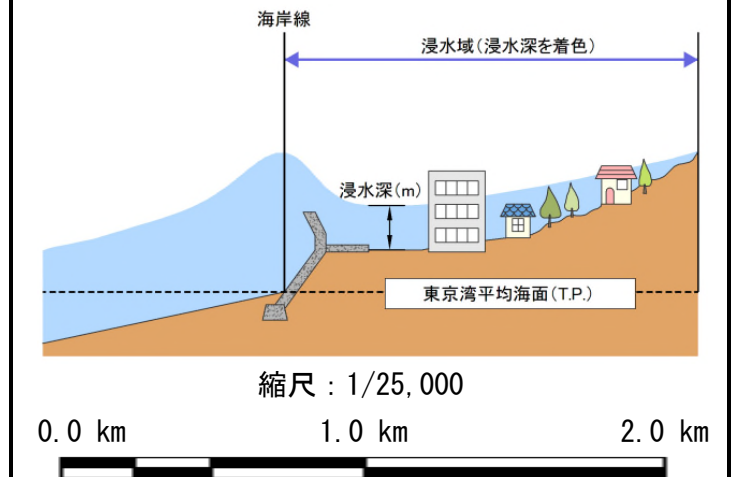 海岸線
浸水域(浸水深を着色)
浸水深(m)
東京湾平均海面(T.P.)
縮尺：1/25,000
0.0 km 1.0 km 2.0 km